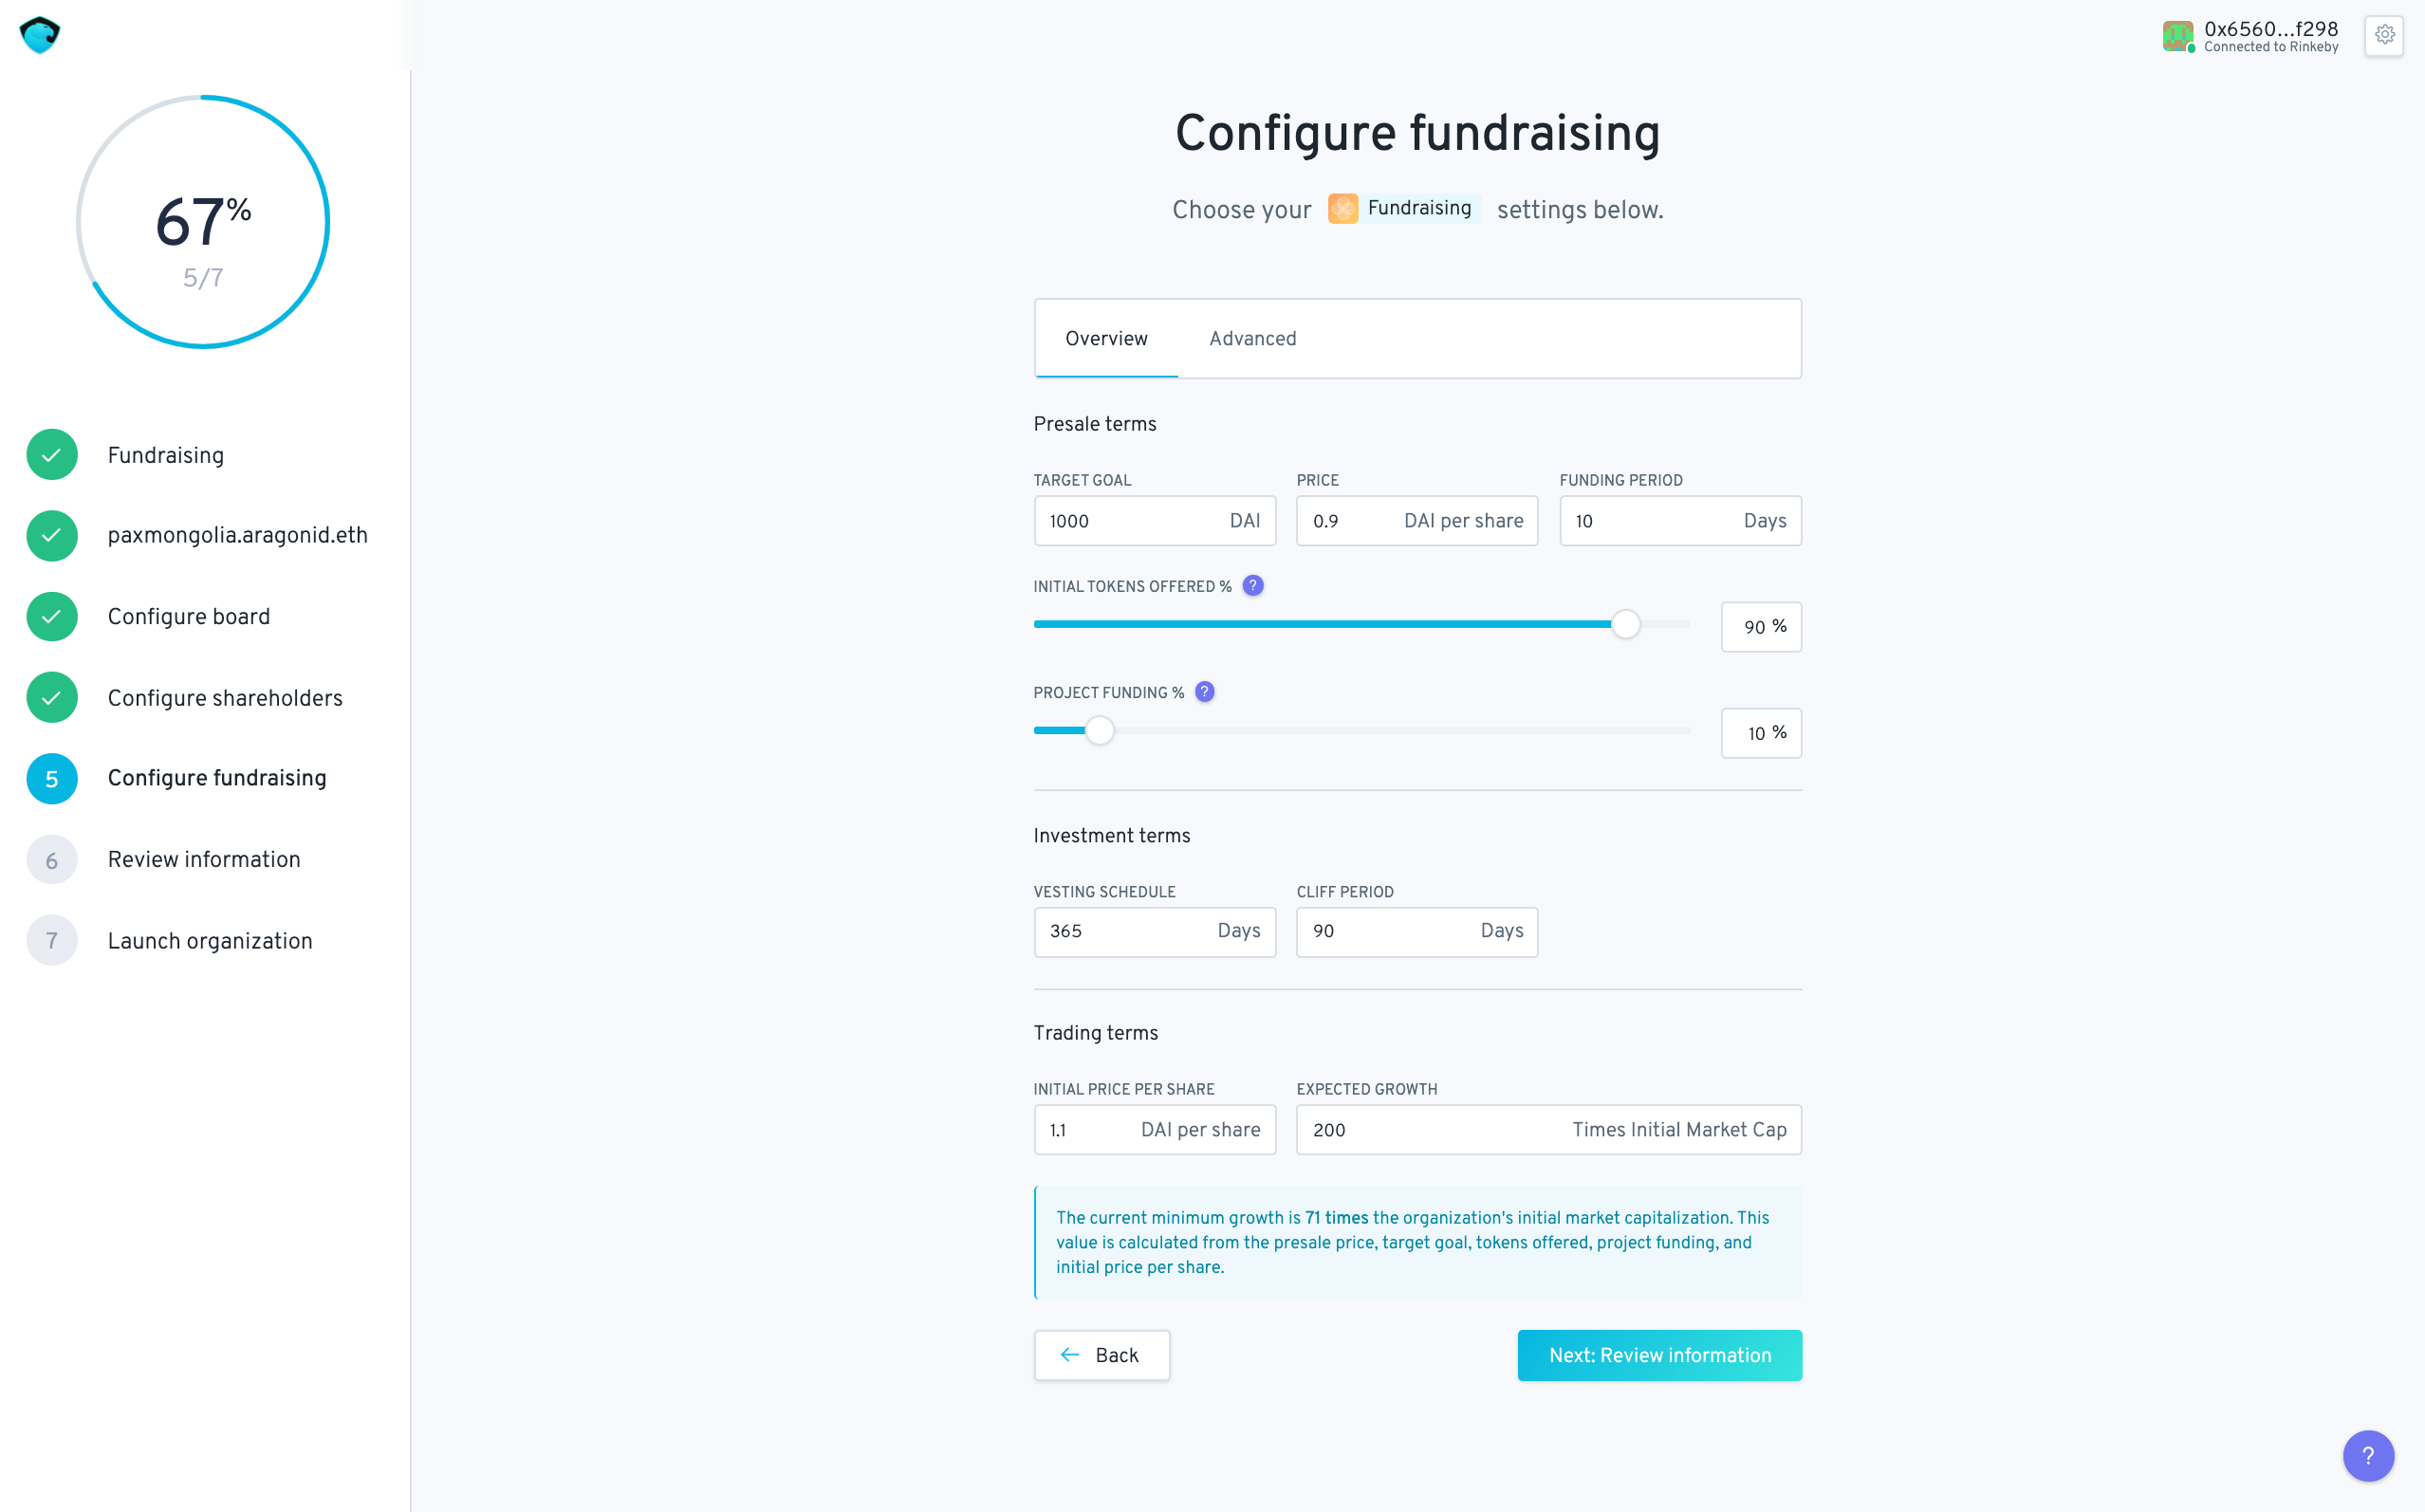 0x6560...f298
Connected to Rinkeby
67%
5/7
Fundraising
paxmongolia.aragonid.eth
Configure board
Configure shareholders
5 Configure fundraising
6 Review information
7 Launch organization
Configure fundraising
Choose your Fundraising settings below.
Overview Advanced
Presale terms
TARGET GOAL PRICE FUNDING PERIOD
1000 DAI 0.9 DAI per share 10 Days
INITIAL TOKENS OFFERED % ?
90 %
PROJECT FUNDING % ?
10 %
Investment terms
VESTING SCHEDULE CLIFF PERIOD
365 Days 90 Days
Trading terms
INITIAL PRICE PER SHARE EXPECTED GROWTH
1.1 DAI per share 200 Times Initial Market Cap
The current minimum growth is 71 times the organization's initial market capitalization. This
value is calculated from the presale price, target goal, tokens offered, project funding, and
initial price per share.
Back Next: Review information
?